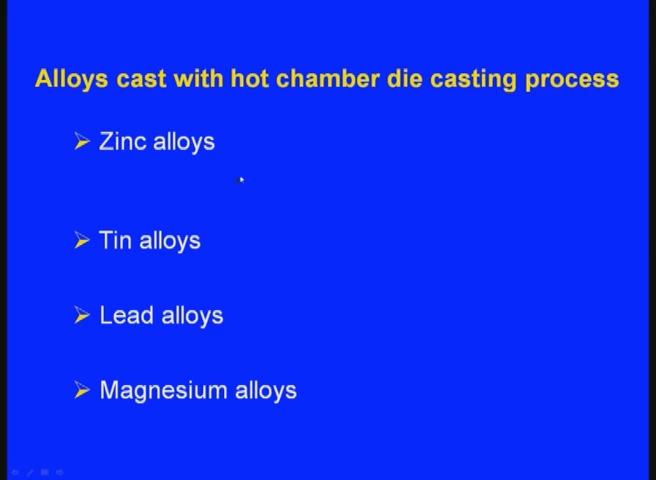 Alloys cast with hot chamber die casting process
Zinc alloys
Tin alloys
Lead alloys
Magnesium alloys